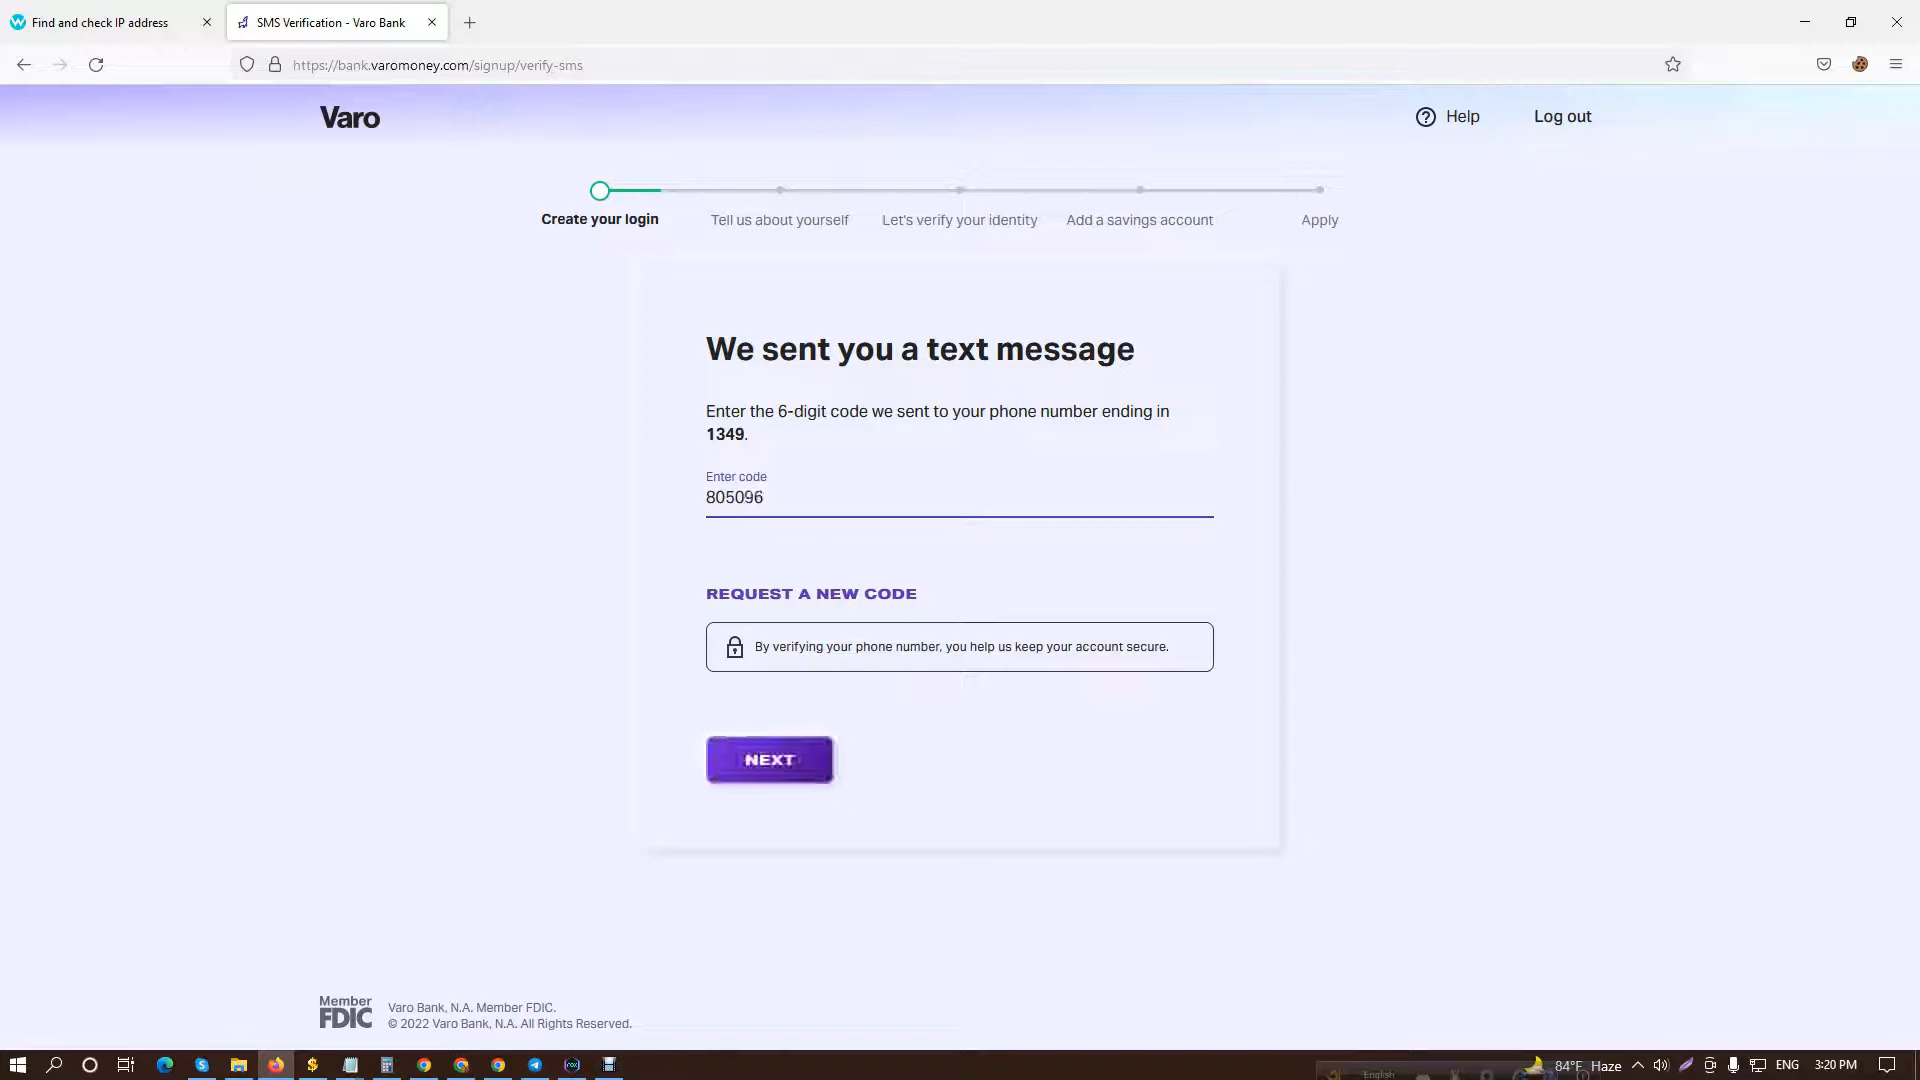 Find and check IP address
SMS Verification - Varo Bank
https://bank.varomoney.com/signup/verify-sms
Varo
Help
Log out
Create your login
Tell us about yourself
Let's verify your identity
Add a savings account
Apply
We sent you a text message
Enter the 6-digit code we sent to your phone number ending in
1349.
Enter code
805096
REQUEST A NEW CODE
By verifying your phone number, you help us keep your account secure.
NEXT
Member
FDIC
Varo Bank, N.A. Member FDIC.
© 2022 Varo Bank, N.A. All Rights Reserved.
English
84°F Haze
ENG
3:20 PM